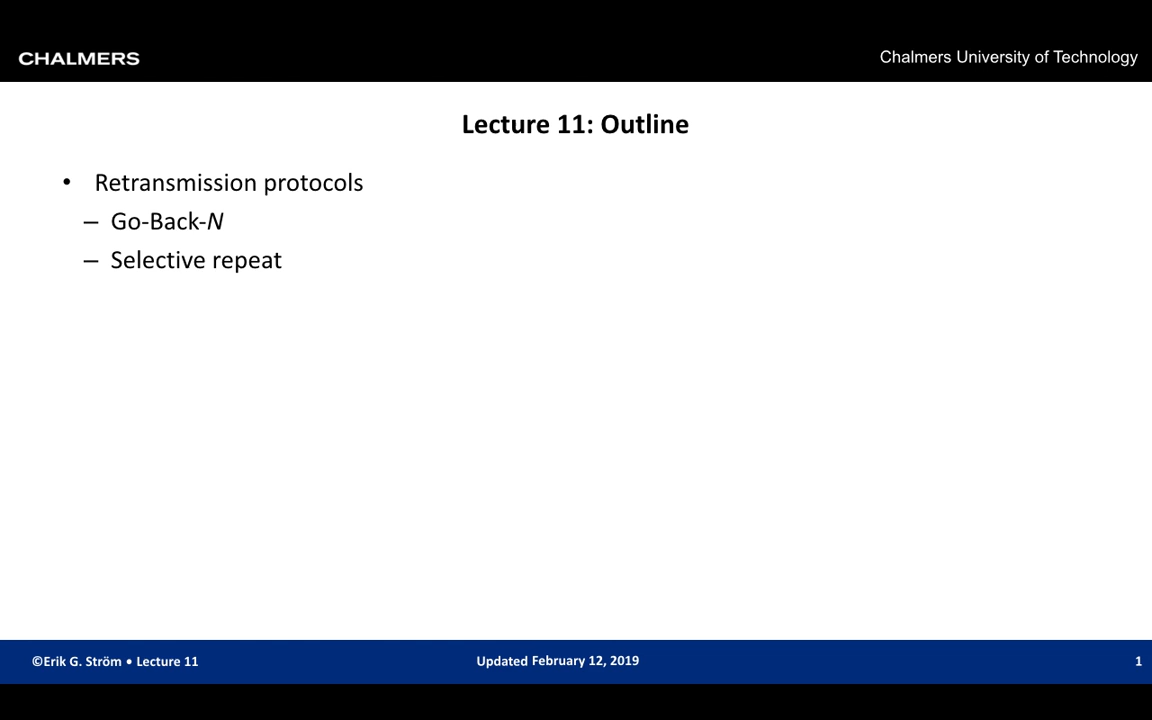 CHALMERS
Chalmers University of Technology
Lecture 11: Outline
• Retransmission protocols
– Go-Back-N
– Selective repeat
©Erik G. Ström • Lecture 11
Updated February 12, 2019
1